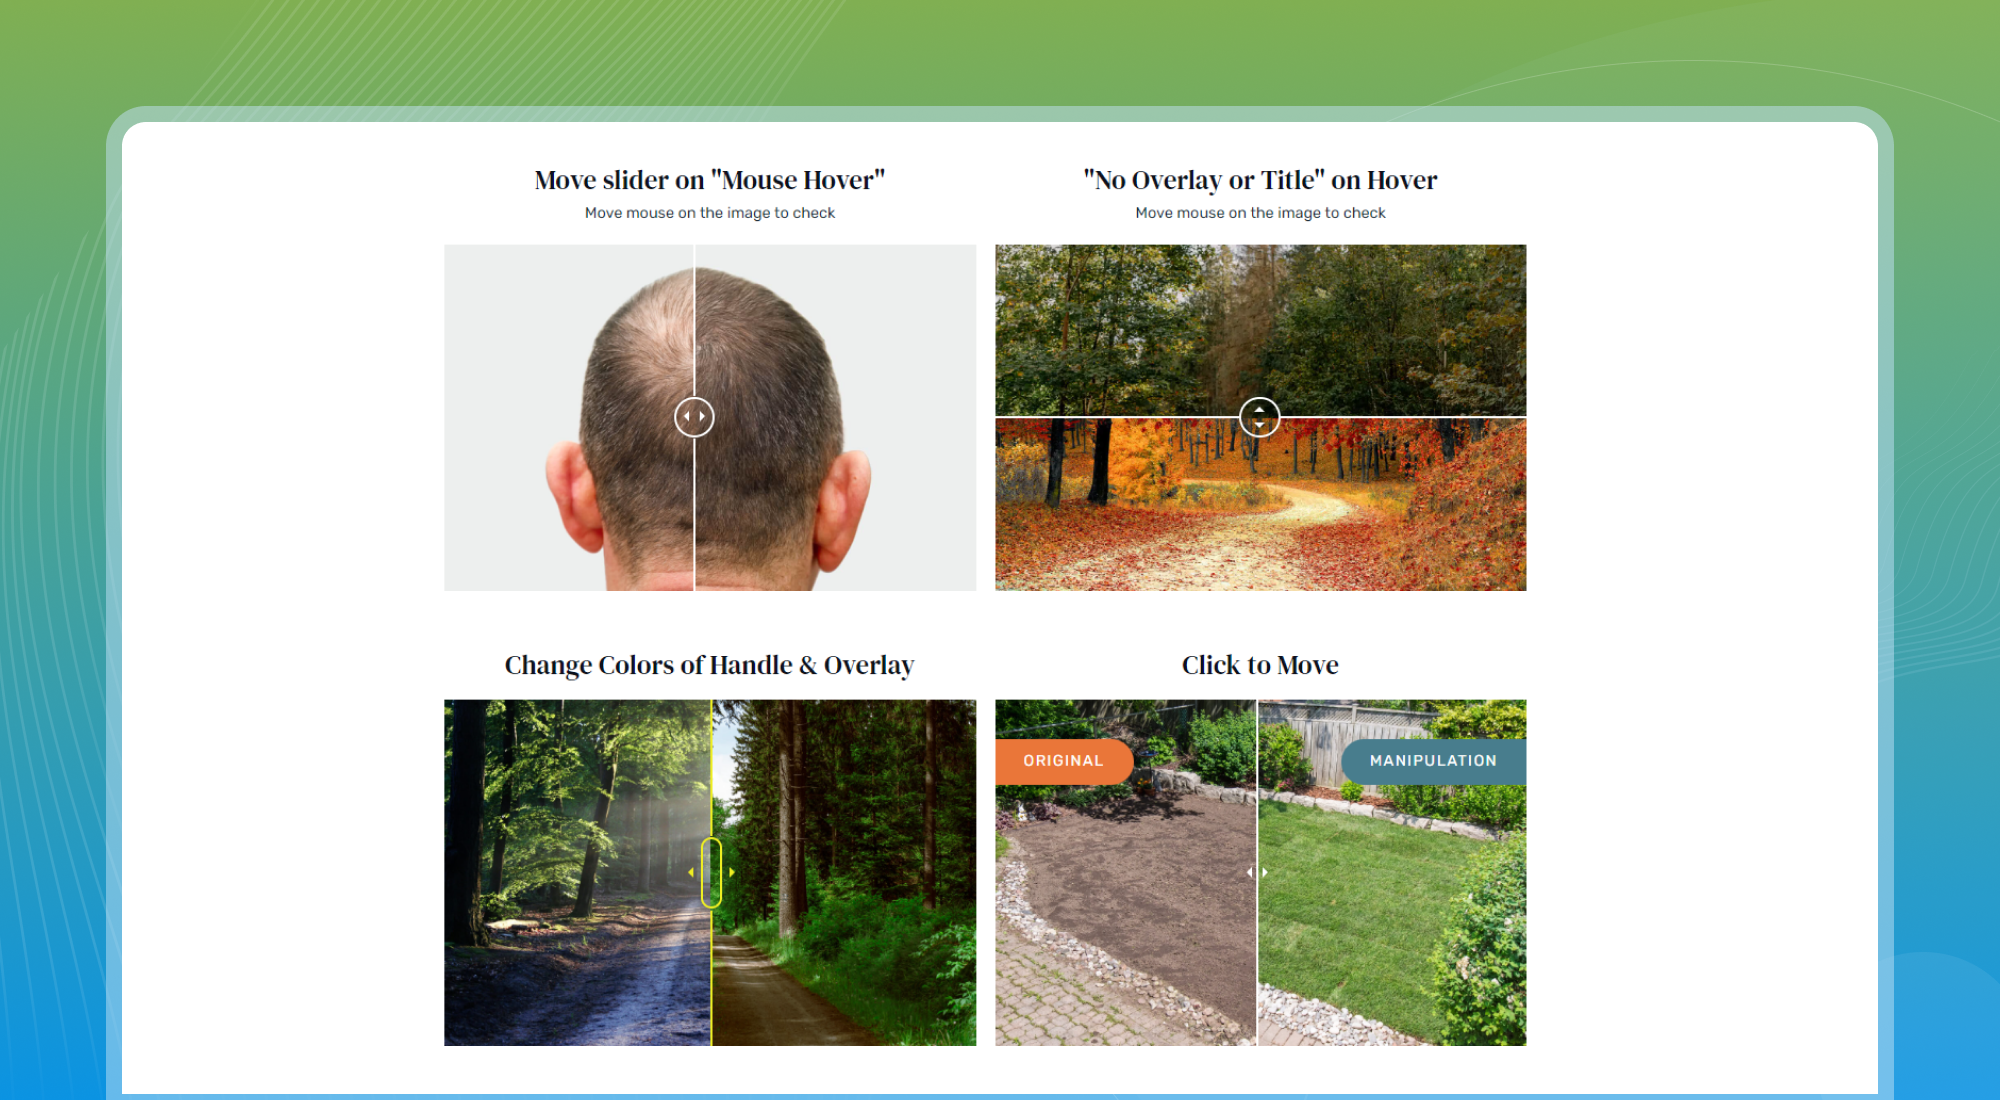 Move slider on "Mouse Hover"
Move mouse on the image to check
"No Overlay or Title" on Hover
Move mouse on the image to check
Change Colors of Handle & Overlay
Click to Move
ORIGINAL
MANIPULATION